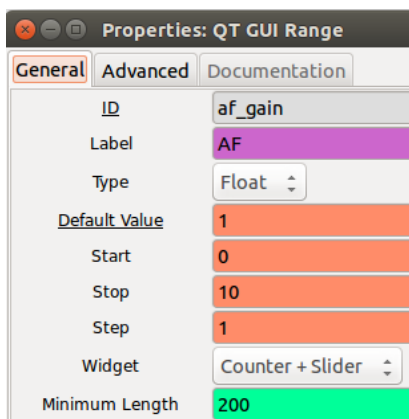 Properties: QT GUI Range
General Advanced Documentation
ID af_gain
Label AF
Type Float
Default Value 1
Start 0
Stop 10
Step 1
Widget Counter + Slider
Minimum Length 200